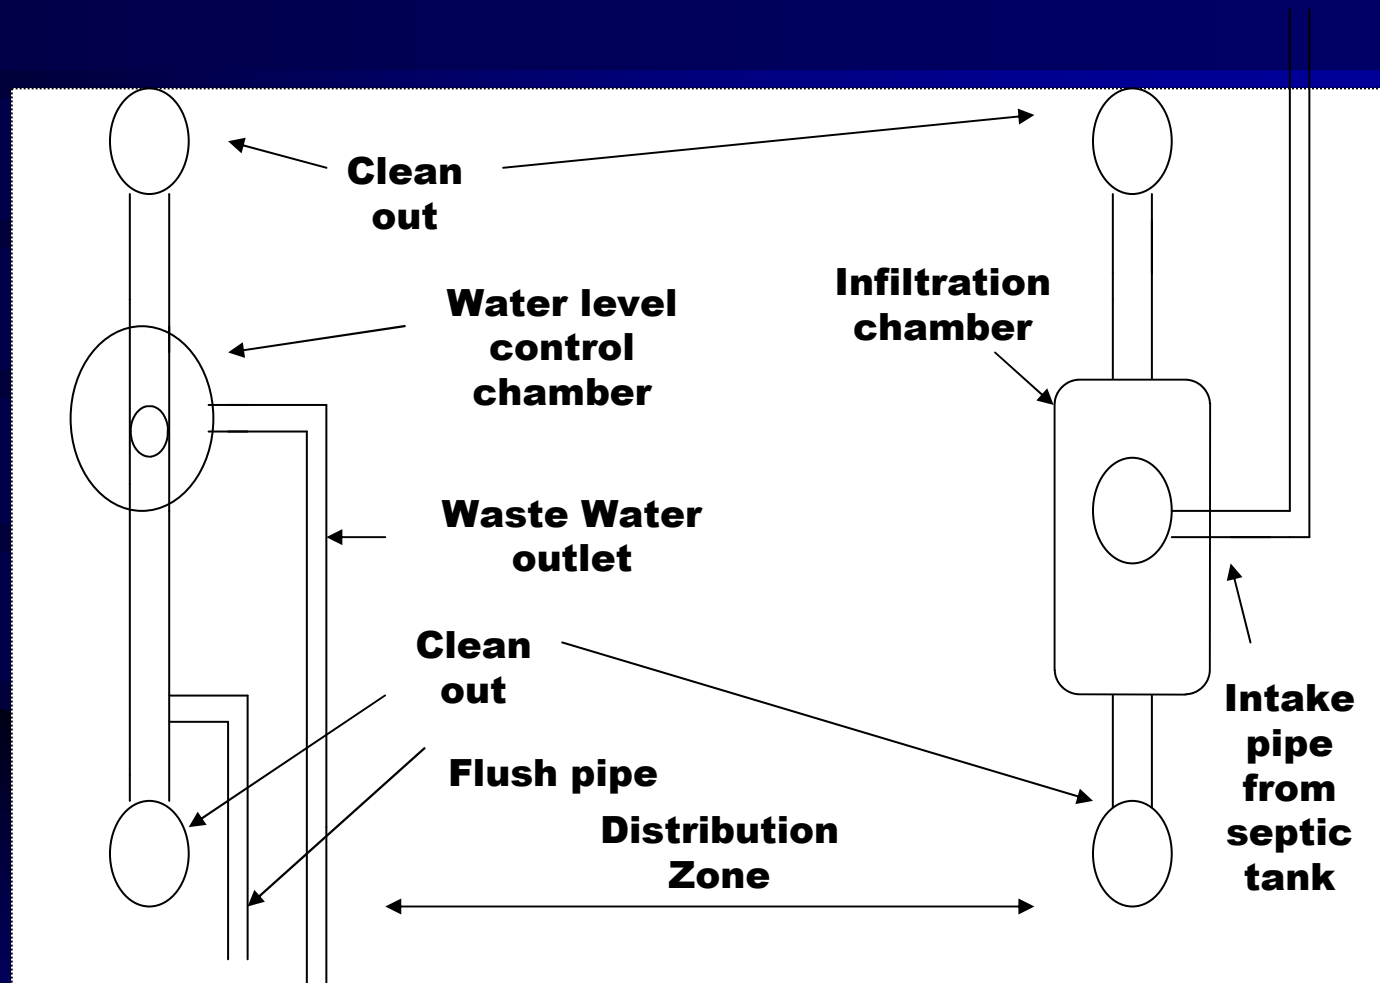 Clean
out
Infiltration
chamber
Water level
control
chamber
Waste Water
outlet
Clean
out
Flush pipe
Distribution
Zone
Intake
pipe
from
septic
tank